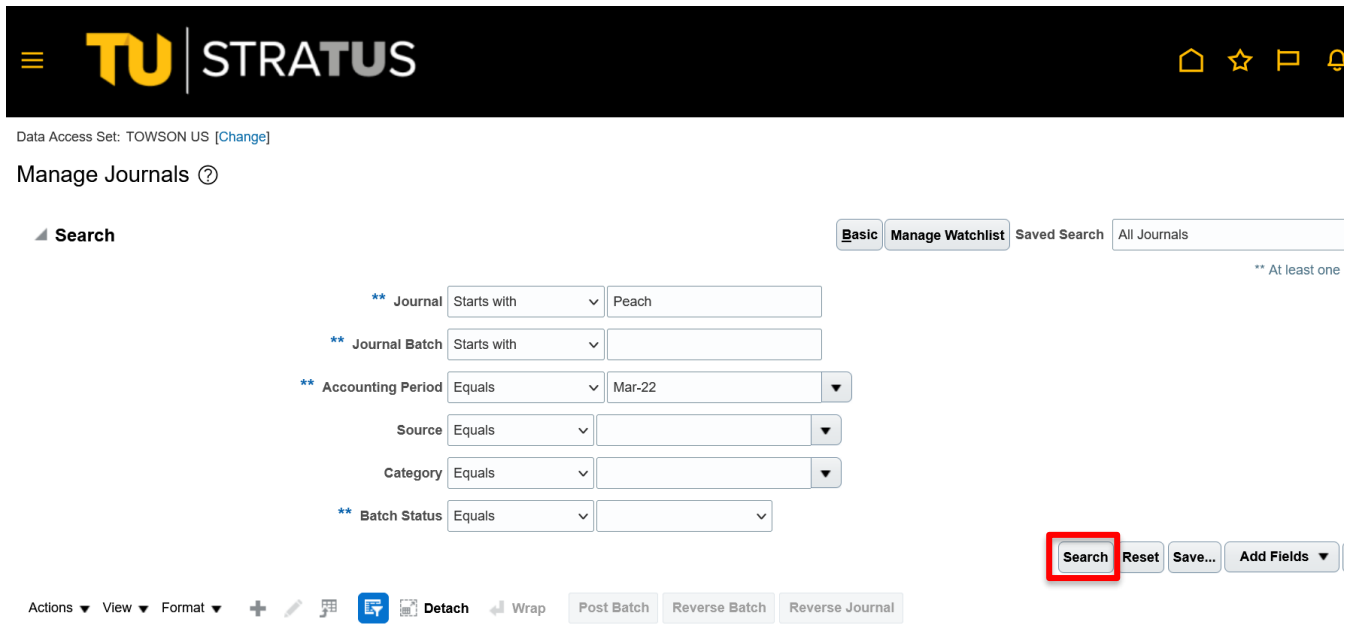 TU STRATUS
Data Access Set: TOWSON US [Change]
Manage Journals ?
Search
Basic Manage Watchlist Saved Search All Journals
** At least one
** Journal Starts with Peach
** Journal Batch Starts with
** Accounting Period Equals Mar-22
Source Equals
Category Equals
** Batch Status Equals
Search Reset Save... Add Fields
Actions View Format Detach Wrap Post Batch Reverse Batch Reverse Journal